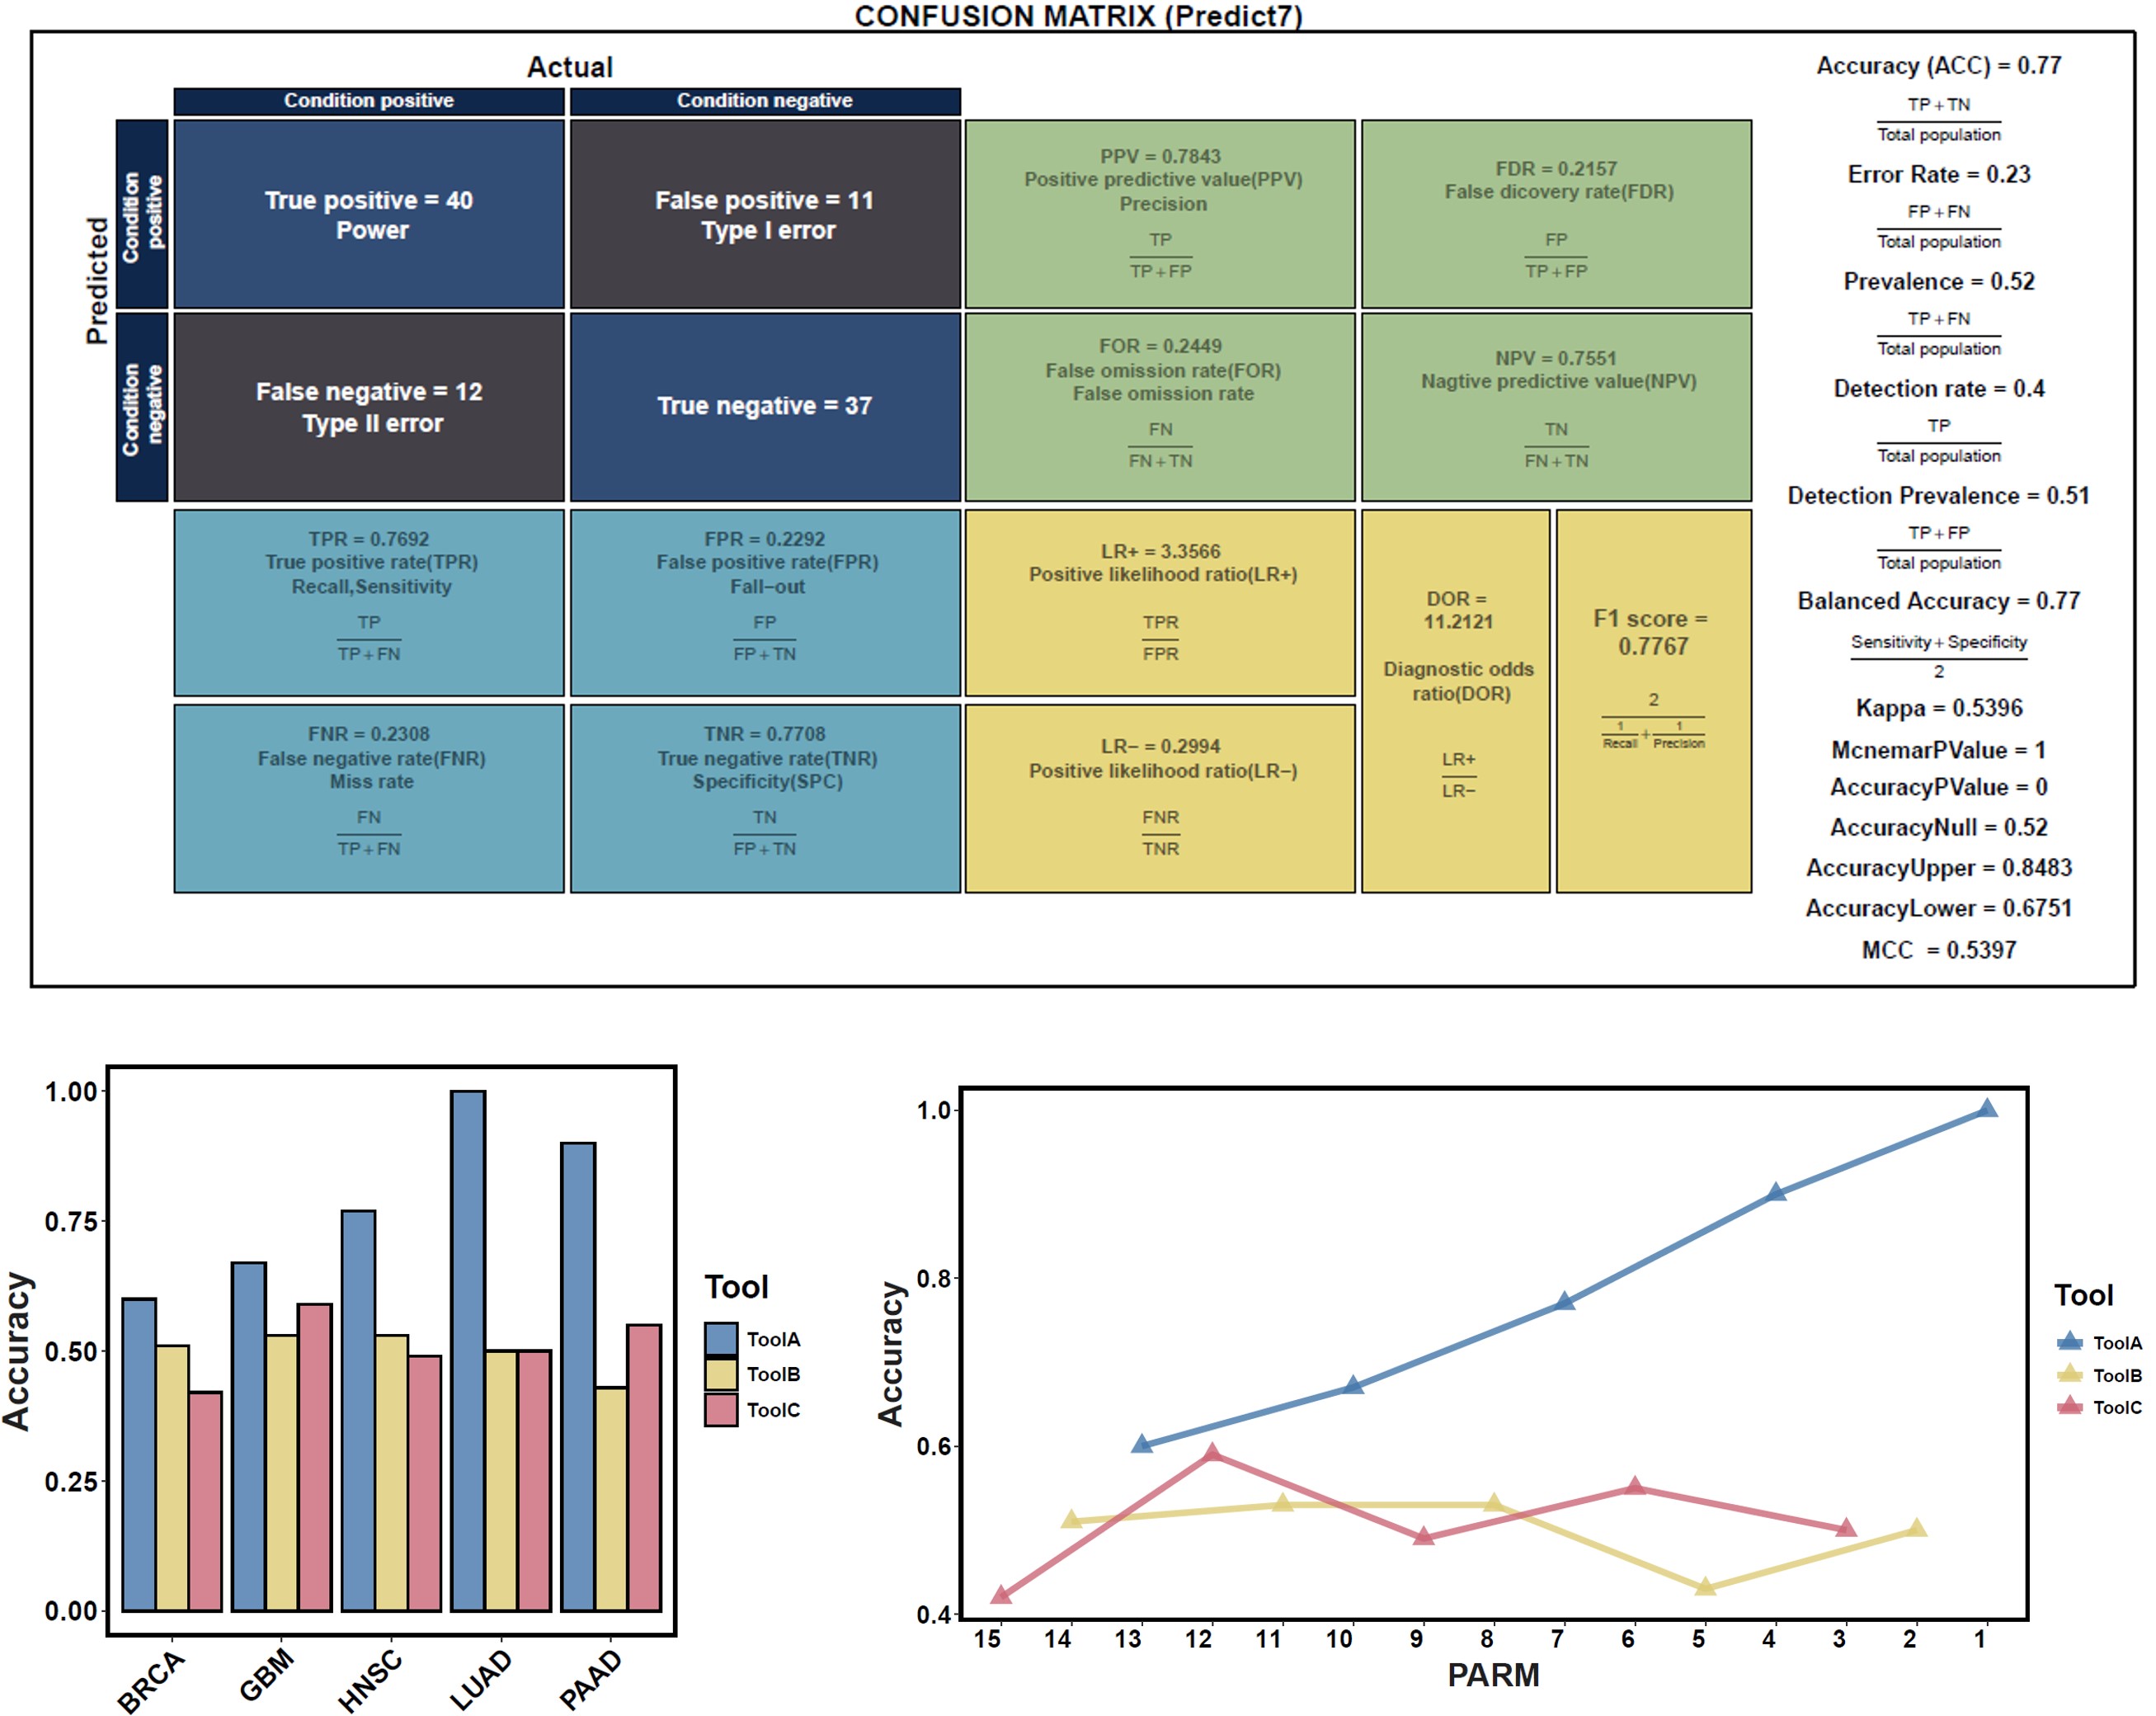 CONFUSION MATRIX (Predict7)
Actual
Condition positive
Condition negative
Predicted
Condition
positive
True positive = 40
Power
False positive = 11
Type I error
PPV = 0.7843
Positive predictive value(PPV)
Precision
TP
TP + FP
FDR = 0.2157
False dicovery rate(FDR)
FP
TP + FP
Condition
negative
False negative = 12
Type II error
True negative = 37
FOR = 0.2449
False omission rate(FOR)
False omission rate
FN
FN + TN
NPV = 0.7551
Nagtive predictive value(NPV)
TN
FN + TN
TPR = 0.7692
True positive rate(TPR)
Recall,Sensitivity
TP
TP + FN
FPR = 0.2292
False positive rate(FPR)
Fall−out
FP
FP + TN
LR+ = 3.3566
Positive likelihood ratio(LR+)
TPR
FPR
DOR =
11.2121
Diagnostic odds
ratio(DOR)
LR+
LR−
F1 score =
0.7767
2
1 + 1
Recall Precision
FNR = 0.2308
False negative rate(FNR)
Miss rate
FN
TP + FN
TNR = 0.7708
True negative rate(TNR)
Specificity(SPC)
TN
FP + TN
LR− = 0.2994
Positive likelihood ratio(LR−)
FNR
TNR
Accuracy (ACC) = 0.77
TP + TN
Total population
Error Rate = 0.23
FP + FN
Total population
Prevalence = 0.52
TP + FN
Total population
Detection rate = 0.4
TP
Total population
Detection Prevalence = 0.51
TP + FP
Total population
Balanced Accuracy = 0.77
Sensitivity + Specificity
2
Kappa = 0.5396
McnemarPValue = 1
AccuracyPValue = 0
AccuracyNull = 0.52
AccuracyUpper = 0.8483
AccuracyLower = 0.6751
MCC = 0.5397
Accuracy
1.00
0.75
0.50
0.25
0.00
BRCA
GBM
HNSC
LUAD
PAAD
Tool
ToolA
ToolB
ToolC
Accuracy
1.0
0.8
0.6
0.4
15 14 13 12 11 10 9 8 7 6 5 4 3 2 1
PARM
Tool
ToolA
ToolB
ToolC